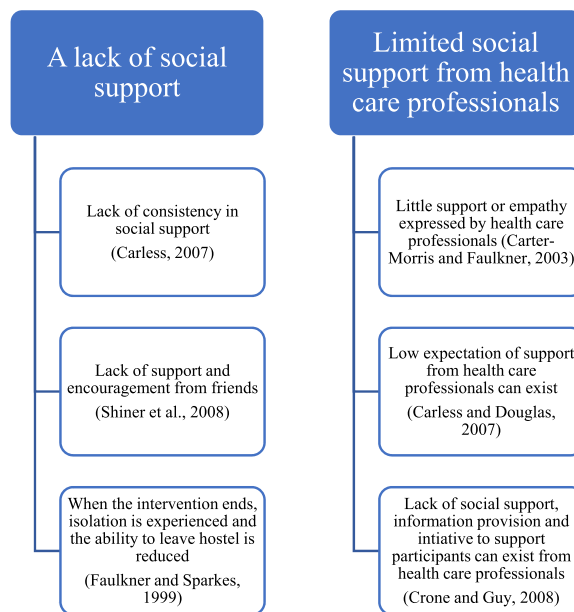 A lack of social
support
Lack of consistency in
social support
(Carless, 2007)
Lack of support and
encouragement from friends
(Shiner et al., 2008)
When the intervention ends,
isolation is experienced and
the ability to leave hostel is
reduced
(Faulkner and Sparkes,
1999)
Limited social
support from health
care professionals
Little support or empathy
expressed by health care
professionals (Carter-
Morris and Faulkner, 2003)
Low expectation of support
from health care
professionals can exist
(Carless and Douglas,
2007)
Lack of social support,
information provision and
intiative to support
participants can exist from
health care professionals
(Crone and Guy, 2008)